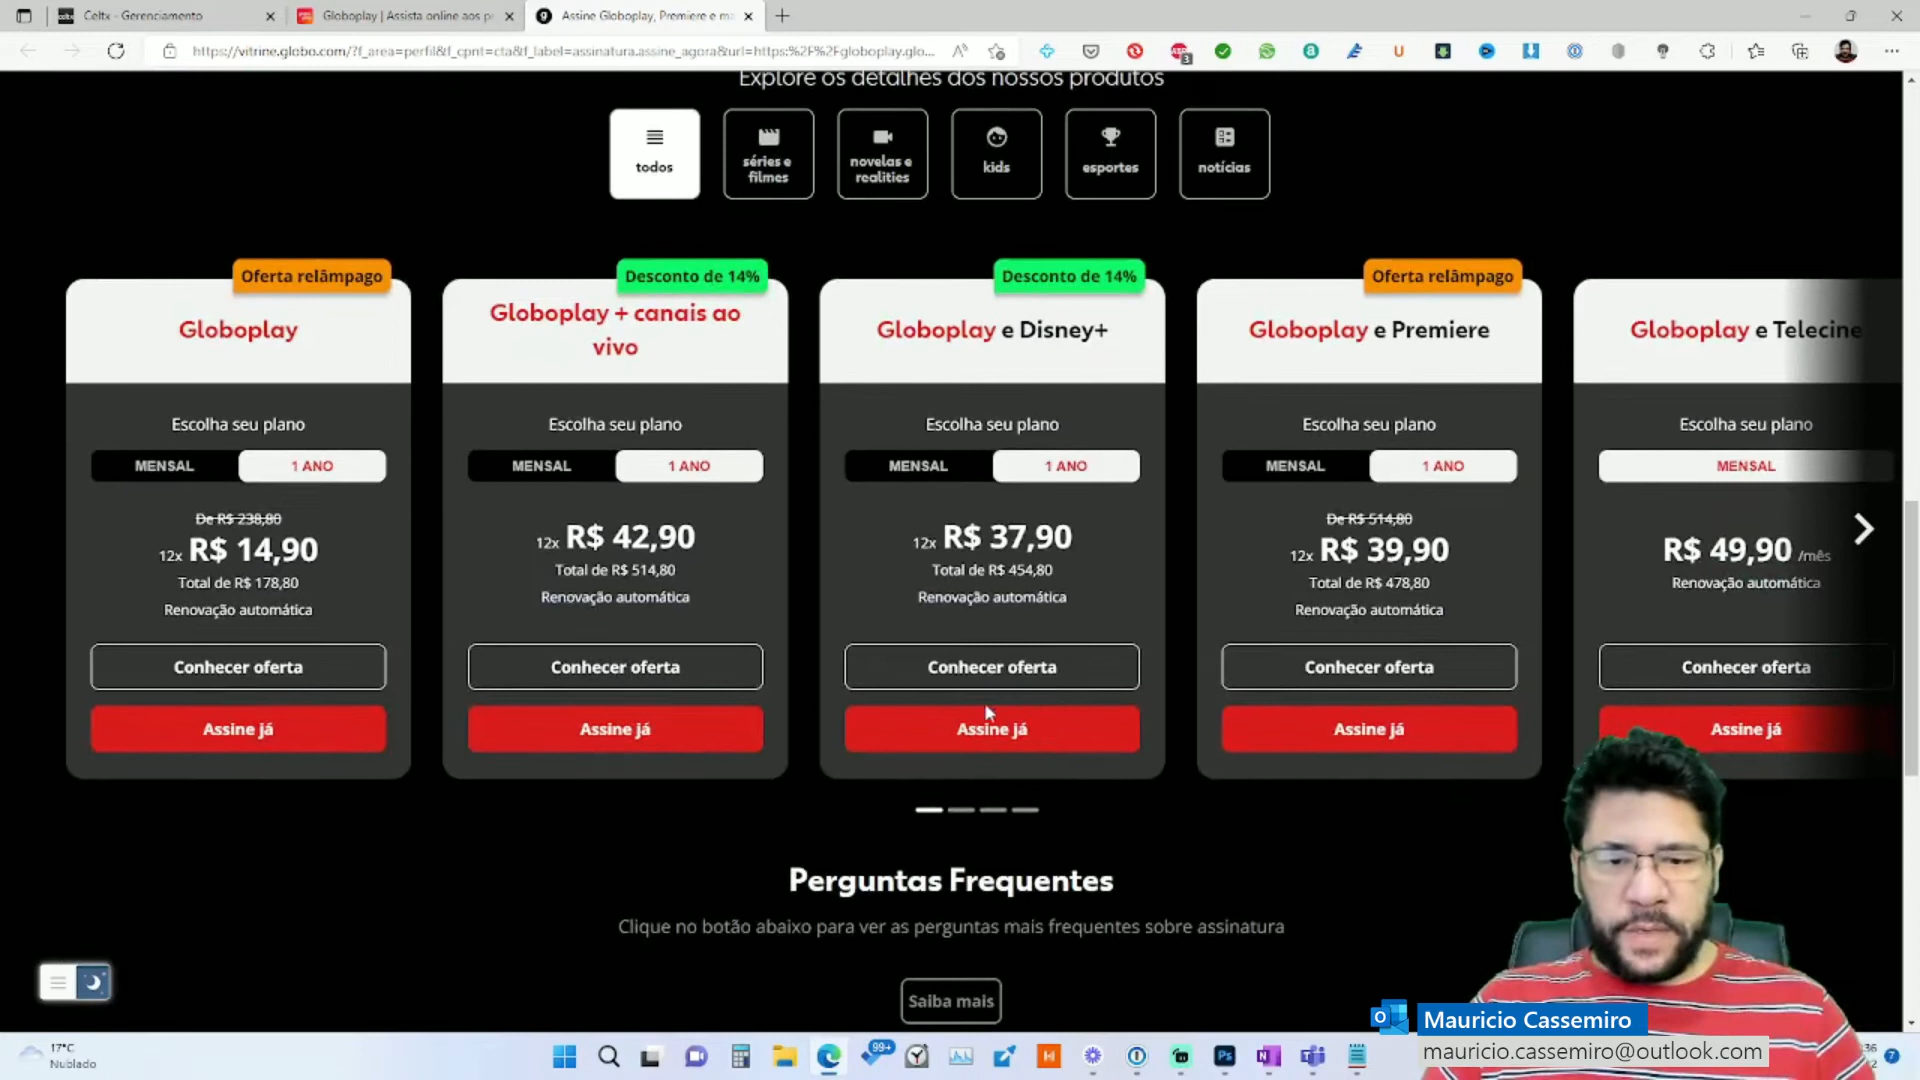 Celtx - Gerenciamento
Globoplay | Assista online aos p
Assine Globoplay, Premiere e ma
https://vitrine.globo.com/?f_area=perfil&f_cpnt=cta&f_label=assinatura.assine_agora&url=https:%2F%2Fgloboplay.glo...
Explore os detalhes dos nossos produtos
todos
séries e
filmes
novelas e
realities
kids
esportes
notícias
Oferta relâmpago
Globoplay
Escolha seu plano
MENSAL
1 ANO
De R$ 238,80
12x R$ 14,90
Total de R$ 178,80
Renovação automática
Conhecer oferta
Assine já
Desconto de 14%
Globoplay + canais ao
vivo
Escolha seu plano
MENSAL
1 ANO
12x R$ 42,90
Total de R$ 514,80
Renovação automática
Conhecer oferta
Assine já
Desconto de 14%
Globoplay e Disney+
Escolha seu plano
MENSAL
1 ANO
12x R$ 37,90
Total de R$ 454,80
Renovação automática
Conhecer oferta
Assine já
Oferta relâmpago
Globoplay e Premiere
Escolha seu plano
MENSAL
1 ANO
De R$ 514,80
12x R$ 39,90
Total de R$ 478,80
Renovação automática
Conhecer oferta
Assine já
Globoplay e Telecine
Escolha seu plano
MENSAL
R$ 49,90 /mês
Renovação automática
Conhecer oferta
Assine já
Perguntas Frequentes
Clique no botão abaixo para ver as perguntas mais frequentes sobre assinatura
Saiba mais
Mauricio Cassemiro
mauricio.cassemiro@outlook.com
17°C
Nublado
99+